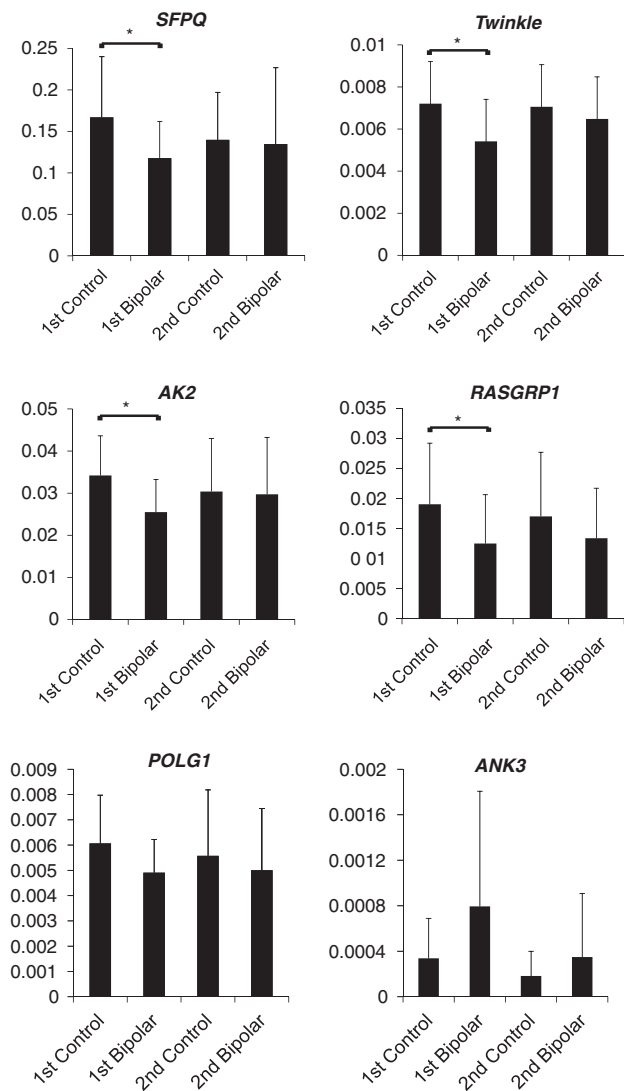 SFPQ
*
0.25
0.2
0.15
0.1
0.05
0
1st Control
1st Bipolar
2nd Control
2nd Bipolar
Twinkle
*
0.01
0.008
0.006
0.004
0.002
0
1st Control
1st Bipolar
2nd Control
2nd Bipolar
AK2
*
0.05
0.04
0.03
0.02
0.01
0
1st Control
1st Bipolar
2nd Control
2nd Bipolar
RASGRP1
*
0.035
0.03
0.025
0.02
0.015
0 01
0.005
0
1st Control
1st Bipolar
2nd Control
2nd Bipolar
POLG1
0.009
0.008
0.007
0.006
0.005
0.004
0.003
0.002
0.001
0
1st Control
1st Bipolar
2nd Control
2nd Bipolar
ANK3
0.002
0.0016
0.0012
0.0008
0.0004
0
1st Control
1st Bipolar
2nd Control
2nd Bipolar